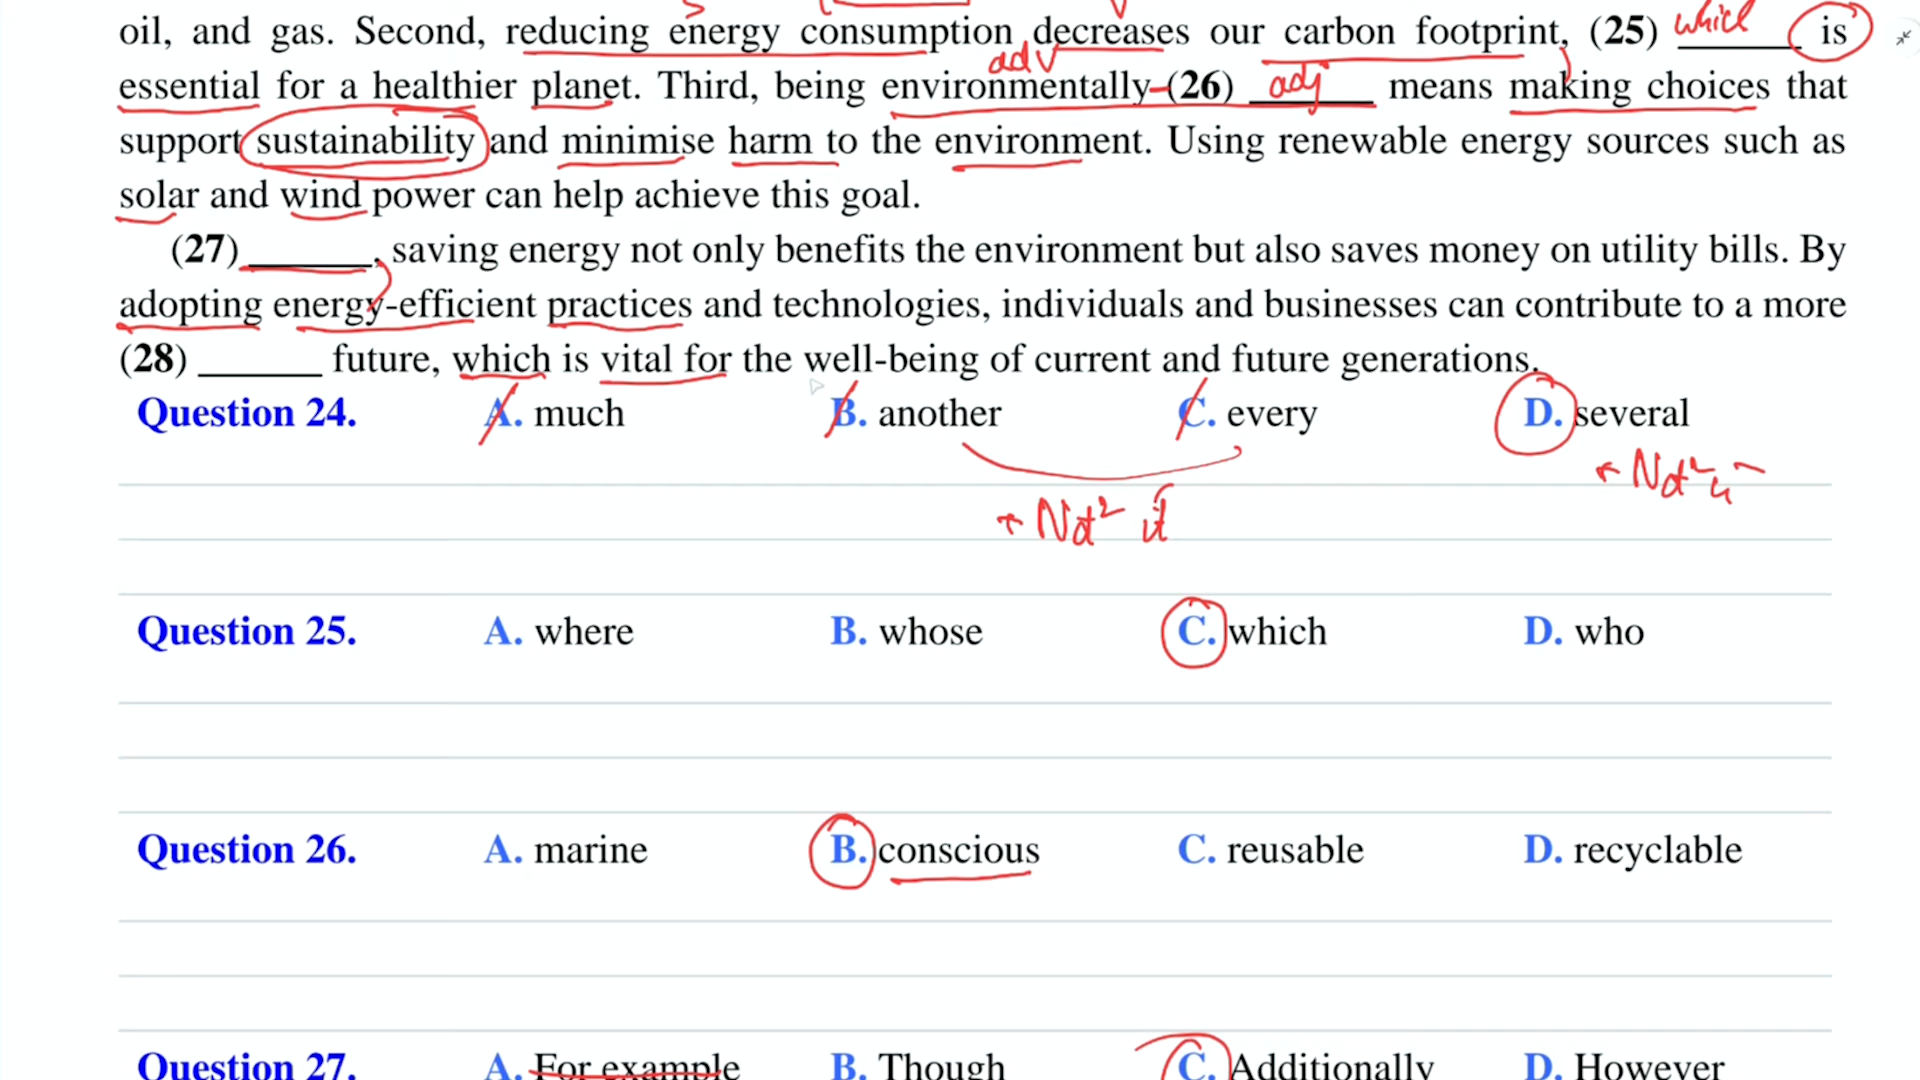 oil, and gas. Second, reducing energy consumption decreases our carbon footprint, (25) which is
adv
essential for a healthier planet. Third, being environmentally-(26) adj means making choices that
support sustainability and minimise harm to the environment. Using renewable energy sources such as
solar and wind power can help achieve this goal.
(27) ______, saving energy not only benefits the environment but also saves money on utility bills. By
adopting energy-efficient practices and technologies, individuals and businesses can contribute to a more
(28) ______ future, which is vital for the well-being of current and future generations.
Question 24. A. much B. another C. every D. several
+ Nđ² ít
Question 25. A. where B. whose C. which D. who
Question 26. A. marine B. conscious C. reusable D. recyclable
Question 27. A. For example B. Though C. Additionally D. However